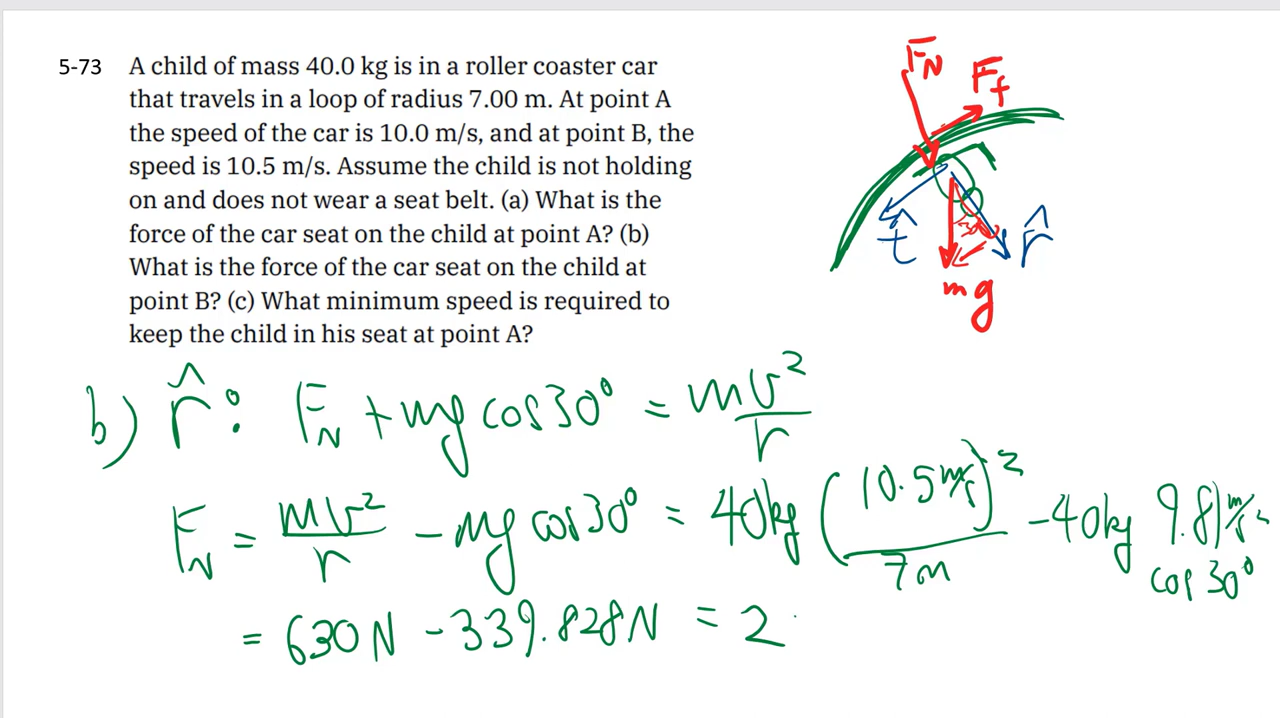 5-73 A child of mass 40.0 kg is in a roller coaster car
that travels in a loop of radius 7.00 m. At point A
the speed of the car is 10.0 m/s, and at point B, the
speed is 10.5 m/s. Assume the child is not holding
on and does not wear a seat belt. (a) What is the
force of the car seat on the child at point A? (b)
What is the force of the car seat on the child at
point B? (c) What minimum speed is required to
keep the child in his seat at point A?
F_N
F_f
t̂
30°
r̂
mg
b) r̂ : F_N + mg cos30° = mv²/r
F_N = mv²/r - mg cos30° = 40kg (10.5 m/s)²/7m - 40kg 9.81 m/s² cos30°
= 630N - 339.828N = 2